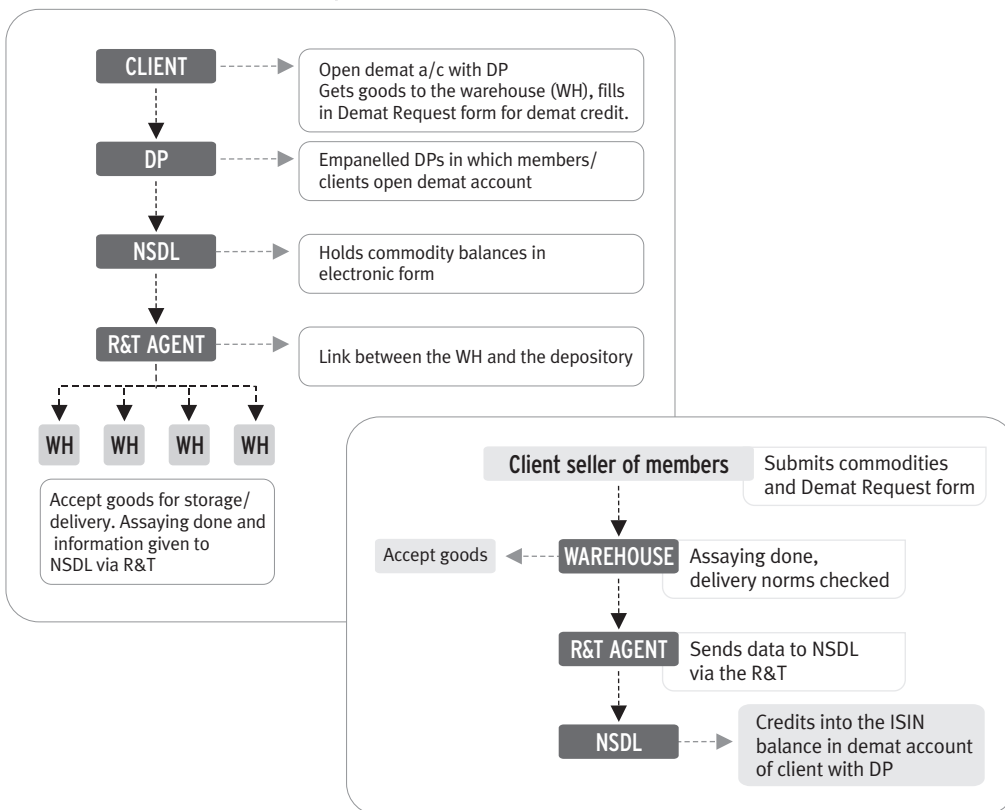 CLIENT
Open demat a/c with DP
Gets goods to the warehouse (WH), fills
in Demat Request form for demat credit.
DP
Empanelled DPs in which members/
clients open demat account
NSDL
Holds commodity balances in
electronic form
R&T AGENT
Link between the WH and the depository
WH
WH
WH
WH
Accept goods for storage/
delivery. Assaying done and
information given to
NSDL via R&T
Client seller of members
Submits commodities
and Demat Request form
Accept goods
WAREHOUSE
Assaying done,
delivery norms checked
R&T AGENT
Sends data to NSDL
via the R&T
NSDL
Credits into the ISIN
balance in demat account
of client with DP